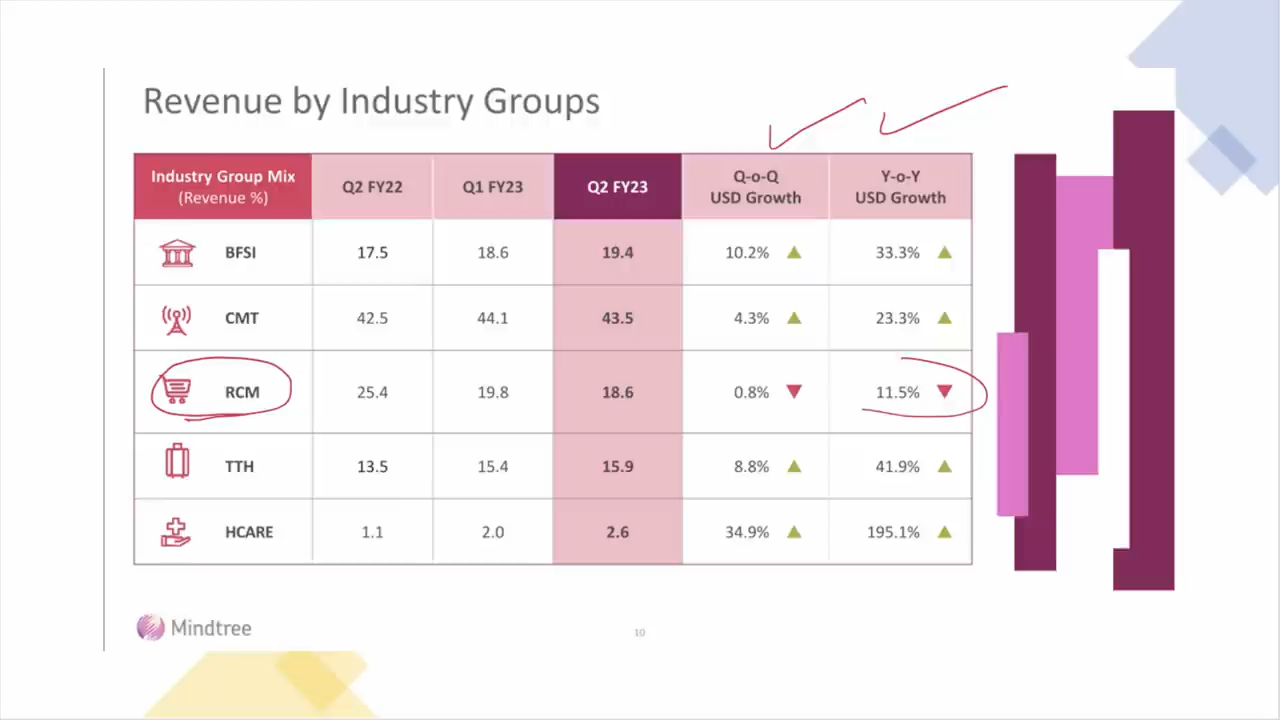 Revenue by Industry Groups
Industry Group Mix
(Revenue %)
Q2 FY22
Q1 FY23
Q2 FY23
Q-o-Q
USD Growth
Y-o-Y
USD Growth
BFSI 17.5 18.6 19.4 10.2% 33.3%
CMT 42.5 44.1 43.5 4.3% 23.3%
RCM 25.4 19.8 18.6 0.8% 11.5%
TTH 13.5 15.4 15.9 8.8% 41.9%
HCARE 1.1 2.0 2.6 34.9% 195.1%
Mindtree
10